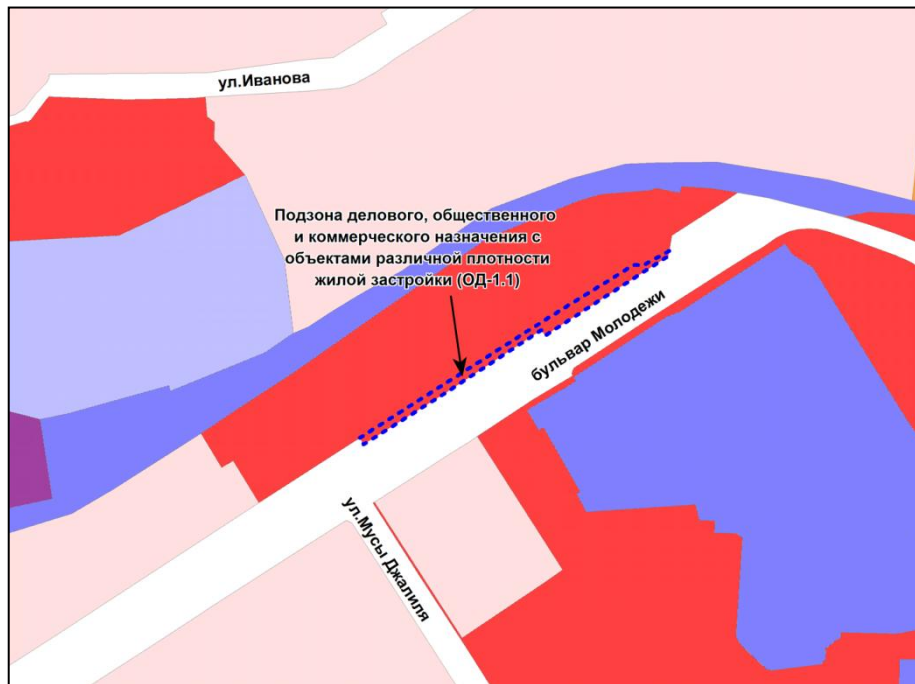 ул.Иванова
Подзона делового, общественного
и коммерческого назначения с
объектами различной плотности
жилой застройки (ОД-1.1)
бульвар Молодежи
ул.Мусы Джалиля